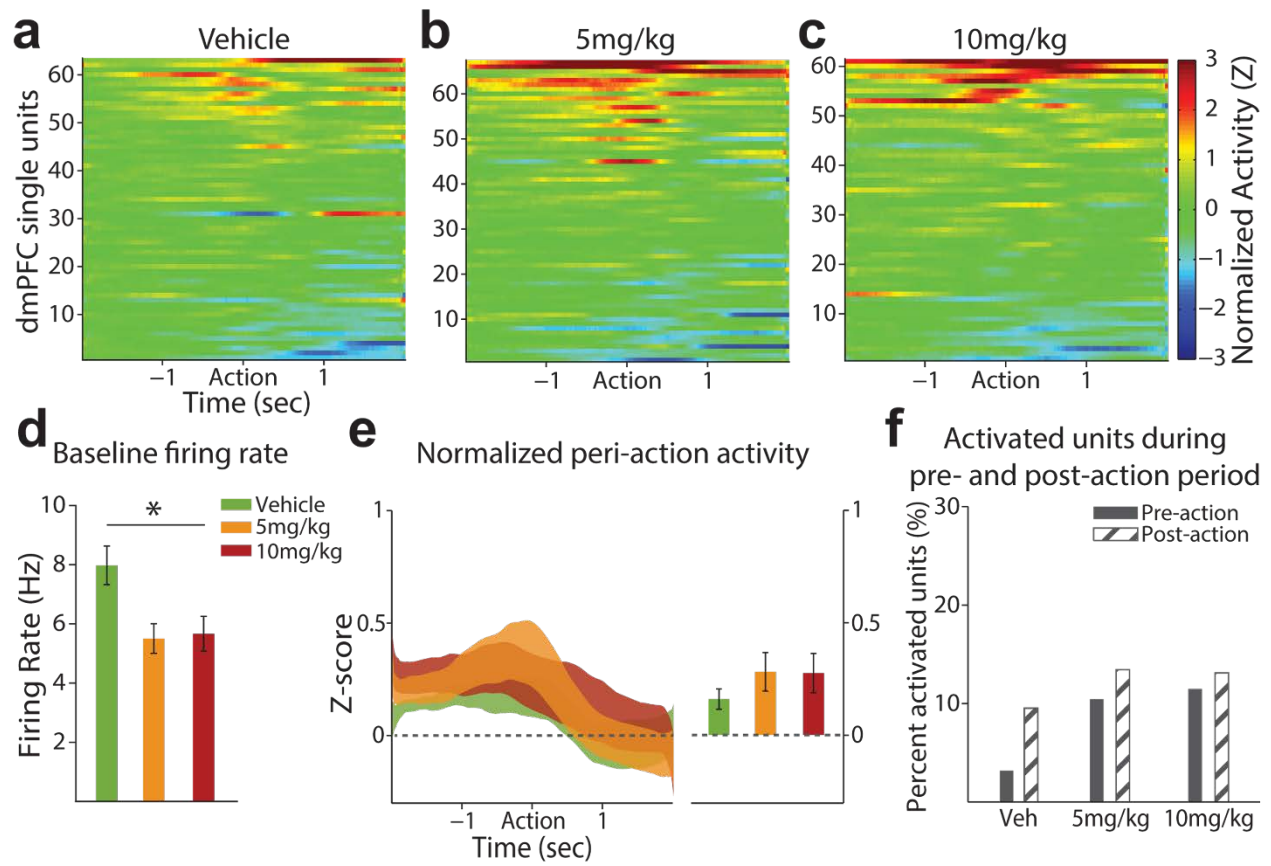 a
Vehicle
dmPFC single units
60
50
40
30
20
10
−1
Action
1
Time (sec)
b
5mg/kg
60
50
40
30
20
10
−1
Action
1
c
10mg/kg
60
50
40
30
20
10
−1
Action
1
3
2
1
0
−1
−2
−3
Normalized Activity (Z)
d
Baseline firing rate
Firing Rate (Hz)
10
8
6
4
2
*
Vehicle
5mg/kg
10mg/kg
e
Normalized peri-action activity
Z-score
1
0.5
0
−1
Action
1
Time (sec)
1
0.5
0
f
Activated units during
pre- and post-action period
Percent activated units (%)
30
20
10
Pre-action
Post-action
Veh
5mg/kg
10mg/kg